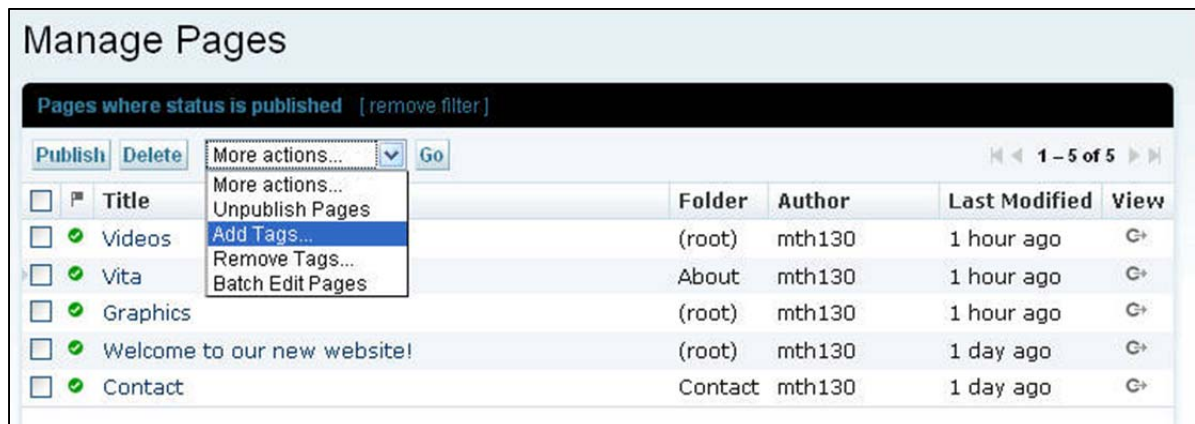 Manage Pages
Pages where status is published [ remove filter ]
Publish Delete More actions... Go 1 – 5 of 5
More actions...
Unpublish Pages
Add Tags...
Remove Tags...
Batch Edit Pages
Title Folder Author Last Modified View
Videos (root) mth130 1 hour ago
Vita About mth130 1 hour ago
Graphics (root) mth130 1 hour ago
Welcome to our new website! (root) mth130 1 day ago
Contact Contact mth130 1 day ago